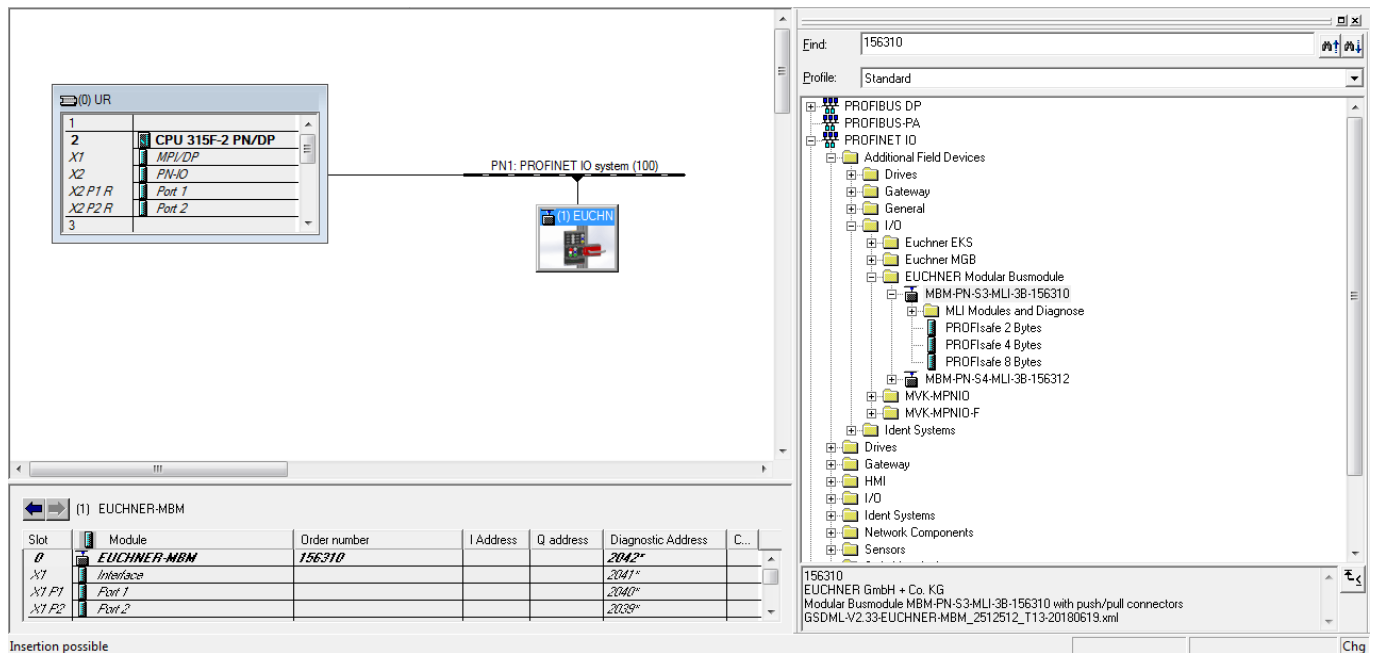 (0) UR
1
2 CPU 315F-2 PN/DP
X1 MPI/DP
X2 PN-IO
X2 P1 R Port 1
X2 P2 R Port 2
3
PN1: PROFINET IO system (100)
(1) EUCHN
(1) EUCHNER-MBM
Slot Module Order number I Address Q address Diagnostic Address C...
0 EUCHNER-MBM 156310 2042*
X1 Interface 2041*
X1 P1 Port 1 2040*
X1 P2 Port 2 2039*
Insertion possible
Find: 156310
Profile: Standard
PROFIBUS DP
PROFIBUS-PA
PROFINET IO
Additional Field Devices
Drives
Gateway
General
I/O
Euchner EKS
Euchner MGB
EUCHNER Modular Busmodule
MBM-PN-S3-MLI-3B-156310
MLI Modules and Diagnose
PROFIsafe 2 Bytes
PROFIsafe 4 Bytes
PROFIsafe 8 Bytes
MBM-PN-S4-MLI-3B-156312
MVK-MPNIO
MVK-MPNIO-F
Ident Systems
Drives
Gateway
HMI
I/O
Ident Systems
Network Components
Sensors
156310
EUCHNER GmbH + Co. KG
Modular Busmodule MBM-PN-S3-MLI-3B-156310 with push/pull connectors
GSDML-V2.33-EUCHNER-MBM_2512512_T13-20180619.xml
Chg